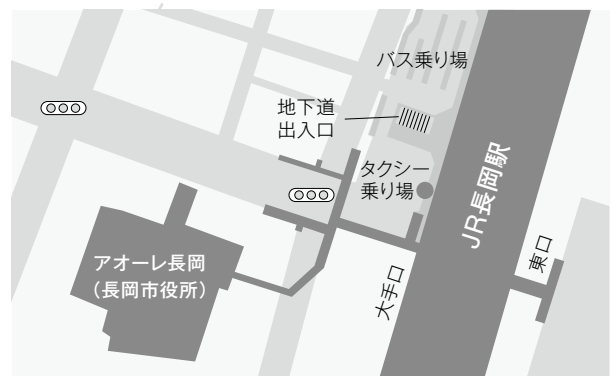 バス乗り場
地下道
出入口
タクシー
乗り場
JR長岡駅
東口
大手口
アオーレ長岡
（長岡市役所）